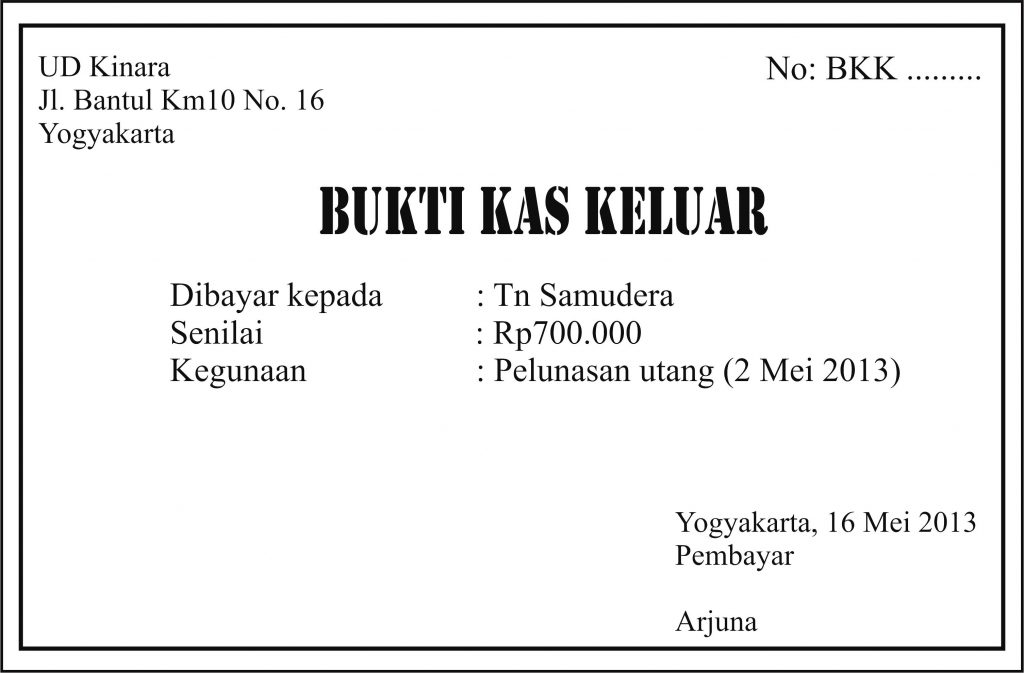 UD Kinara
Jl. Bantul Km10 No. 16
Yogyakarta
No: BKK .........
BUKTI KAS KELUAR
Dibayar kepada : Tn Samudera
Senilai : Rp700.000
Kegunaan : Pelunasan utang (2 Mei 2013)
Yogyakarta, 16 Mei 2013
Pembayar
Arjuna